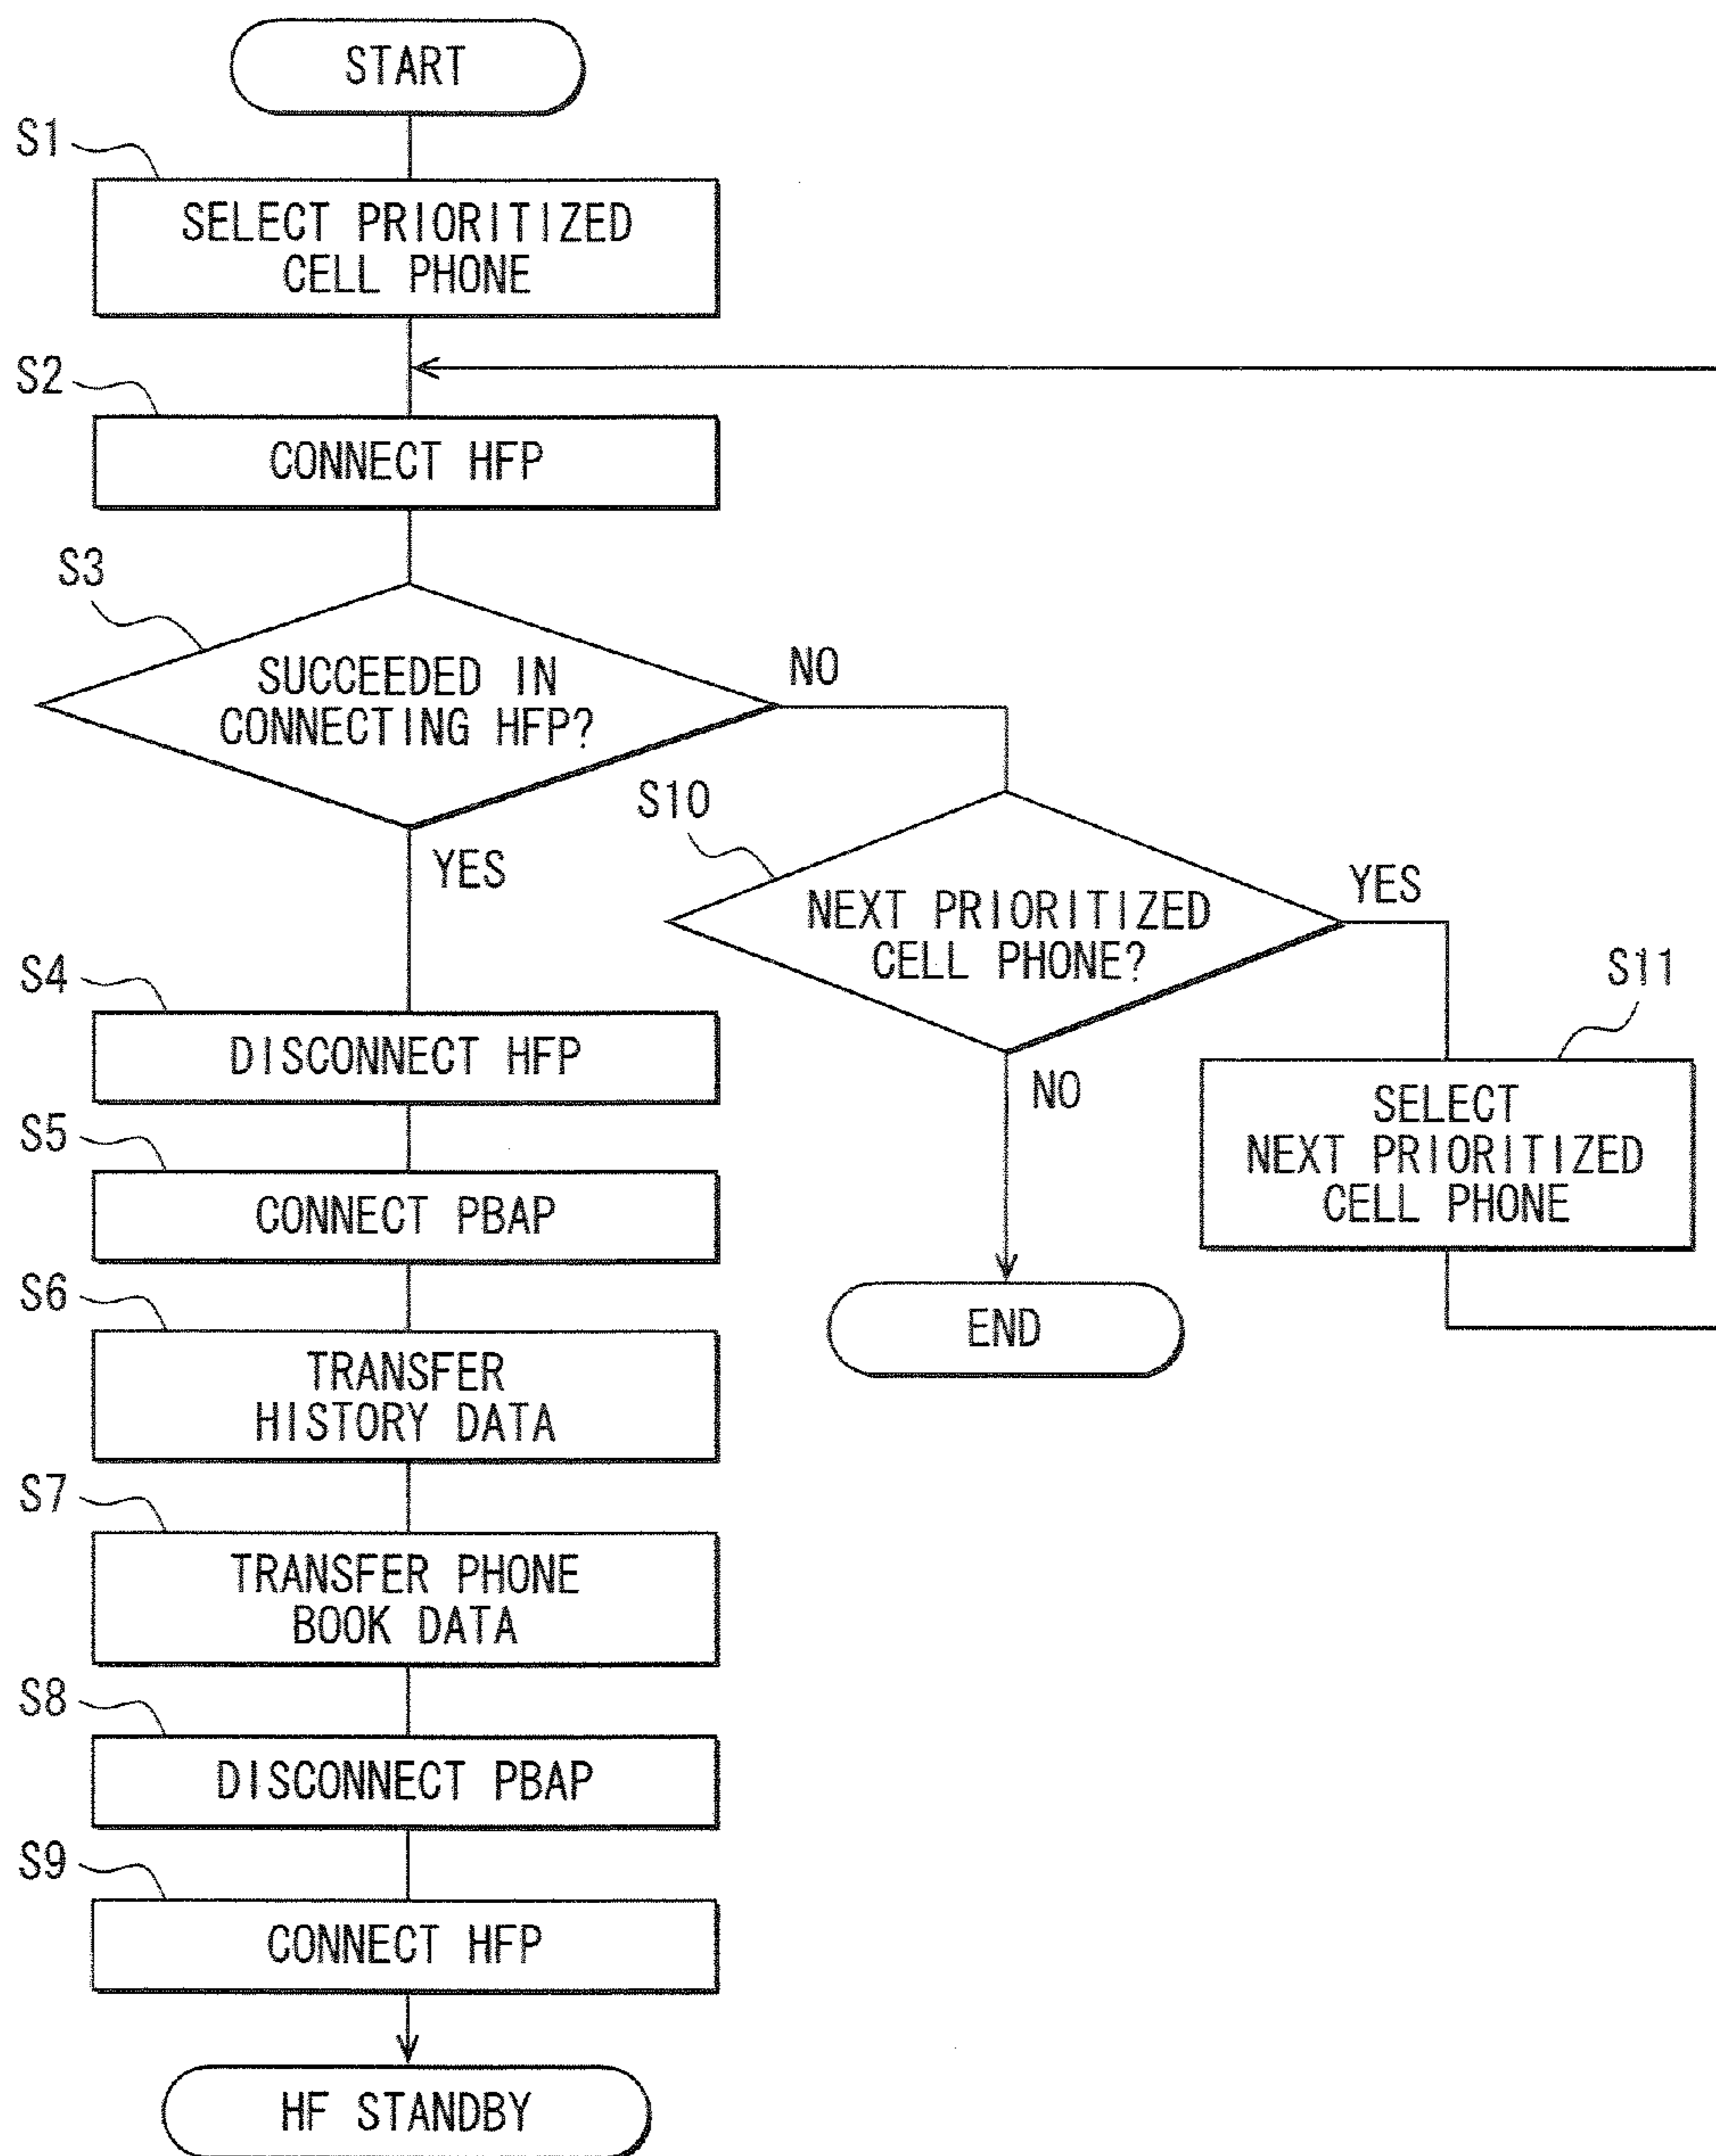 START
S1
SELECT PRIORITIZED
CELL PHONE
S2
CONNECT HFP
S3
SUCCEEDED IN
CONNECTING HFP?
NO
YES
S10
NEXT PRIORITIZED
CELL PHONE?
YES
NO
S11
SELECT
NEXT PRIORITIZED
CELL PHONE
END
S4
DISCONNECT HFP
S5
CONNECT PBAP
S6
TRANSFER
HISTORY DATA
S7
TRANSFER PHONE
BOOK DATA
S8
DISCONNECT PBAP
S9
CONNECT HFP
HF STANDBY